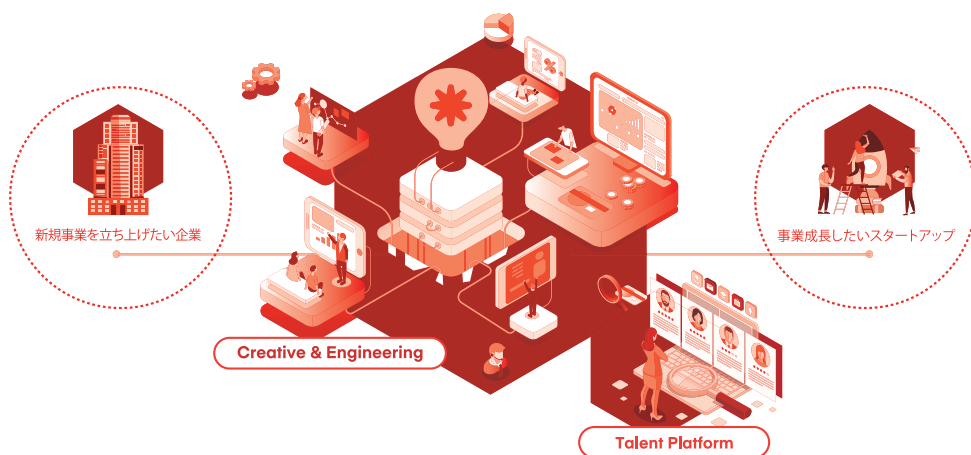 新規事業を立ち上げたい企業
事業成長したいスタートアップ
Creative & Engineering
Talent Platform